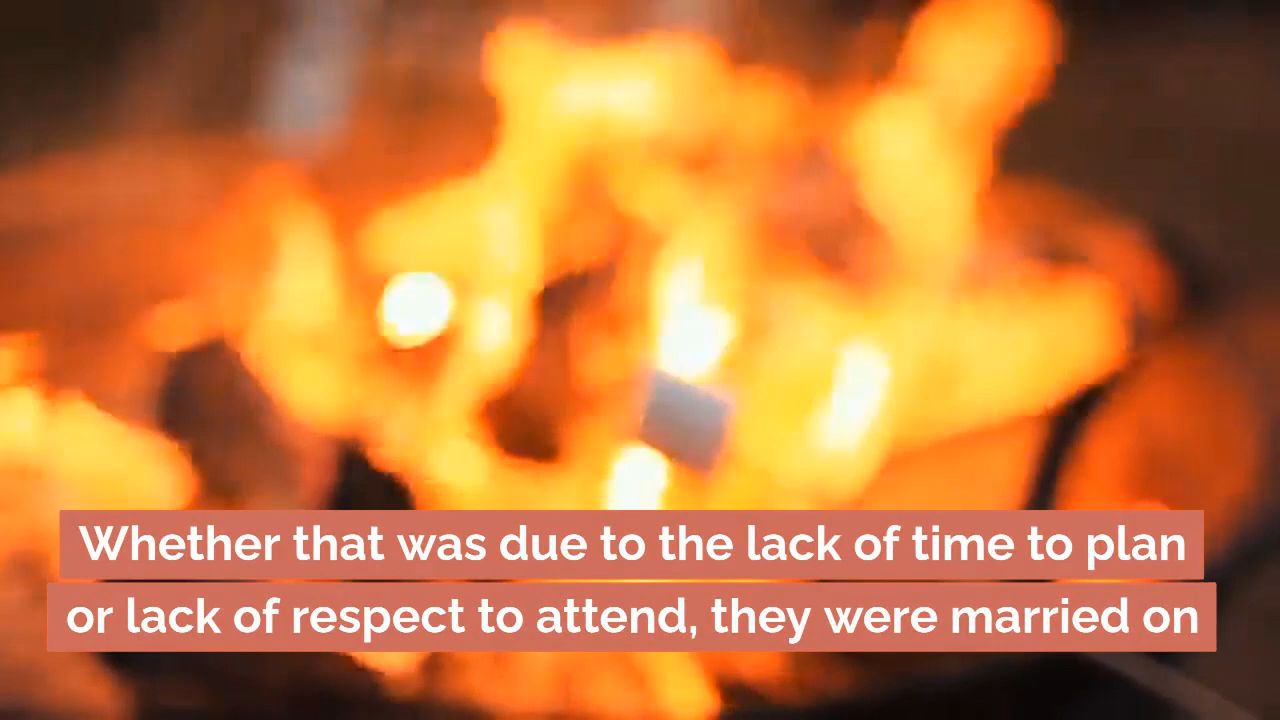 Whether that was due to the lack of time to plan
or lack of respect to attend, they were married on